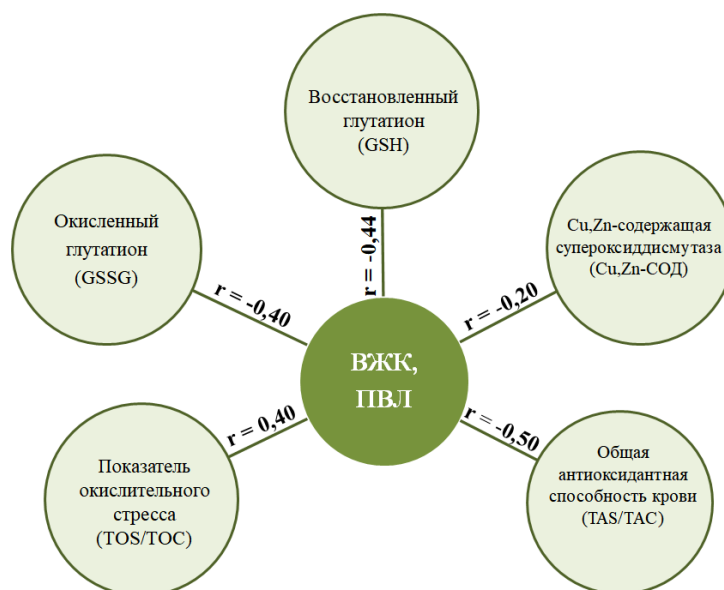 Восстановленный
глутатион
(GSH)
Окисленный
глутатион
(GSSG)
Cu,Zn-содержащая
супероксиддисмутаза
(Cu,Zn-СОД)
r = -0,44
r = -0,40
r = -0,20
ВЖК,
ПВЛ
r = 0,40
r = -0,50
Показатель
окислительного
стресса
(TOS/TOC)
Общая
антиоксидантная
способность крови
(TAS/TAC)